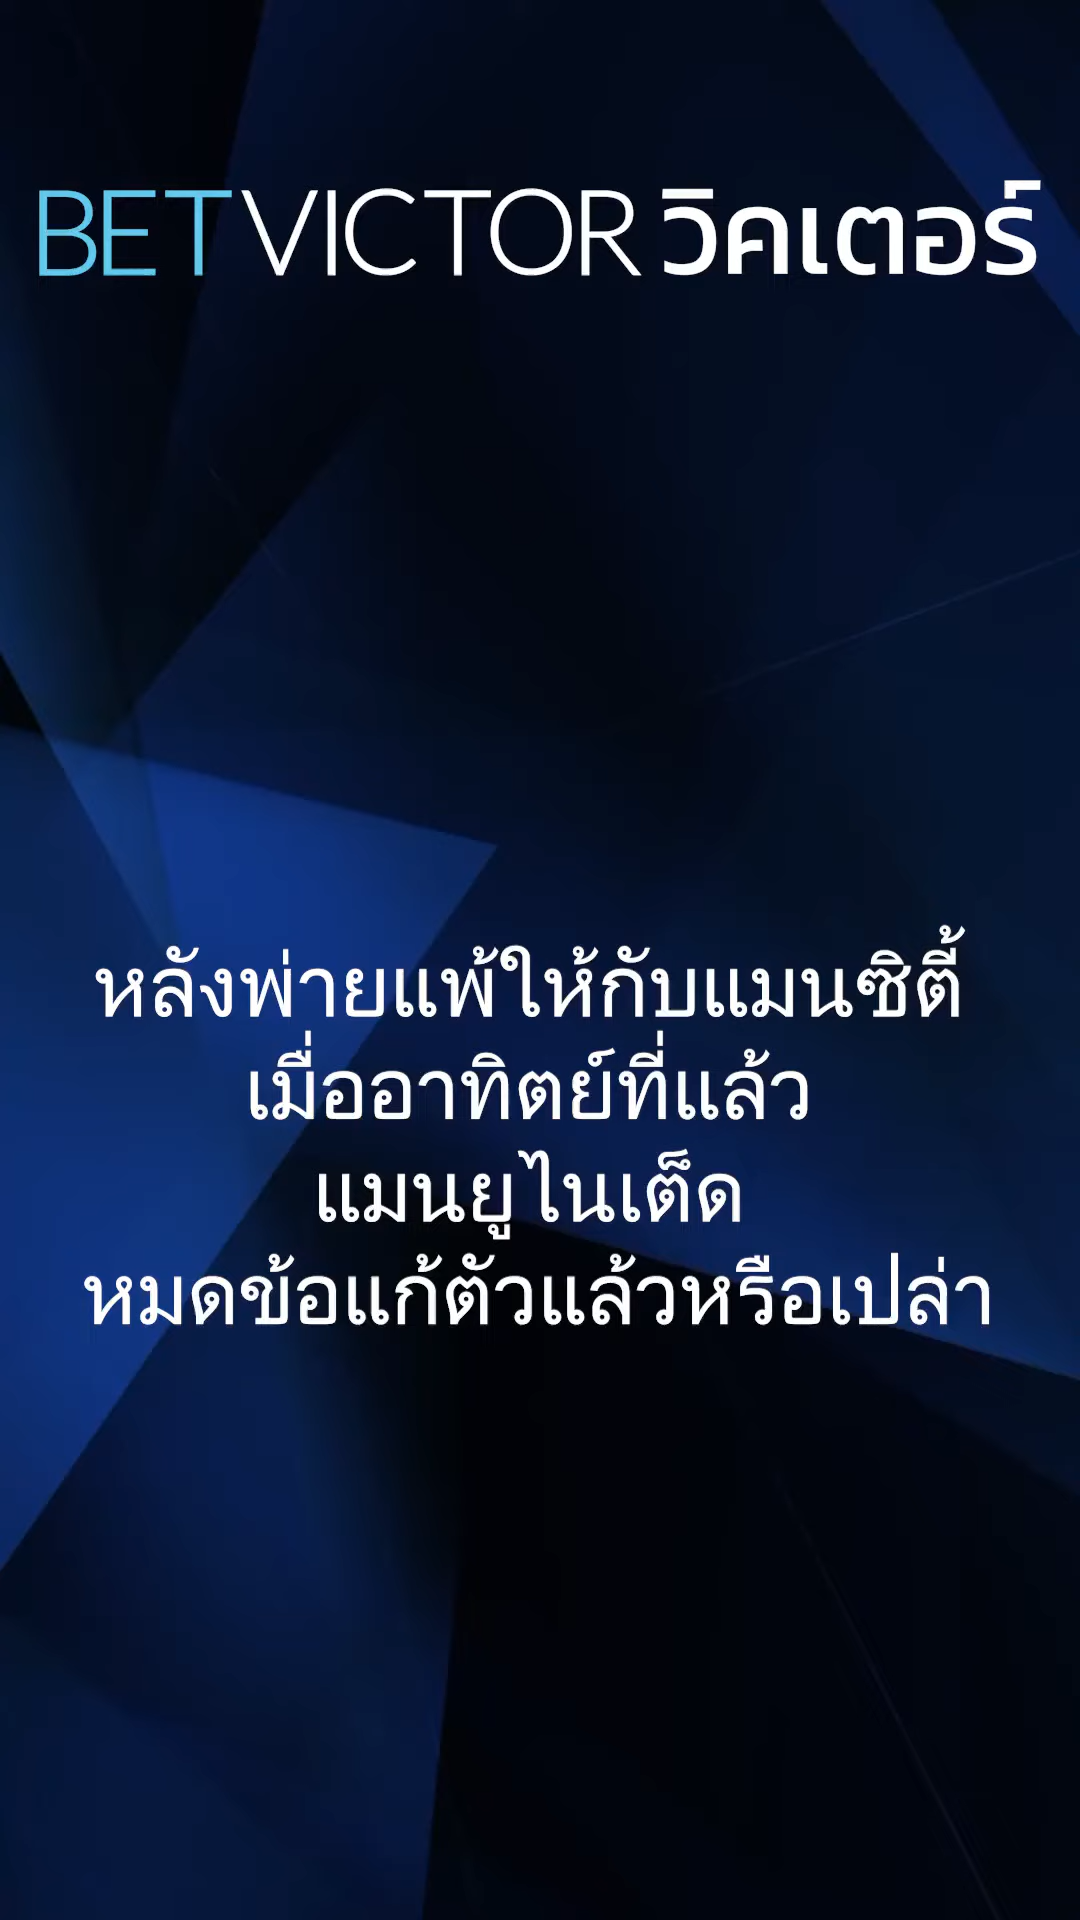 BETVICTOR วิคเตอร์
หลังพ่ายแพ้ให้กับแมนซิตี้
เมื่ออาทิตย์ที่แล้ว
แมนยูไนเต็ด
หมดข้อแก้ตัวแล้วหรือเปล่า